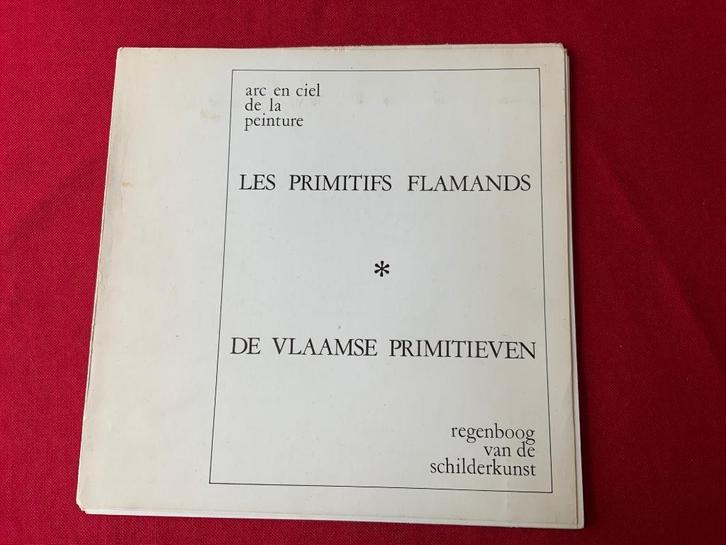 arc en ciel
de la
peinture
LES PRIMITIFS FLAMANDS
*
DE VLAAMSE PRIMITIEVEN
regenboog
van de
schilderkunst